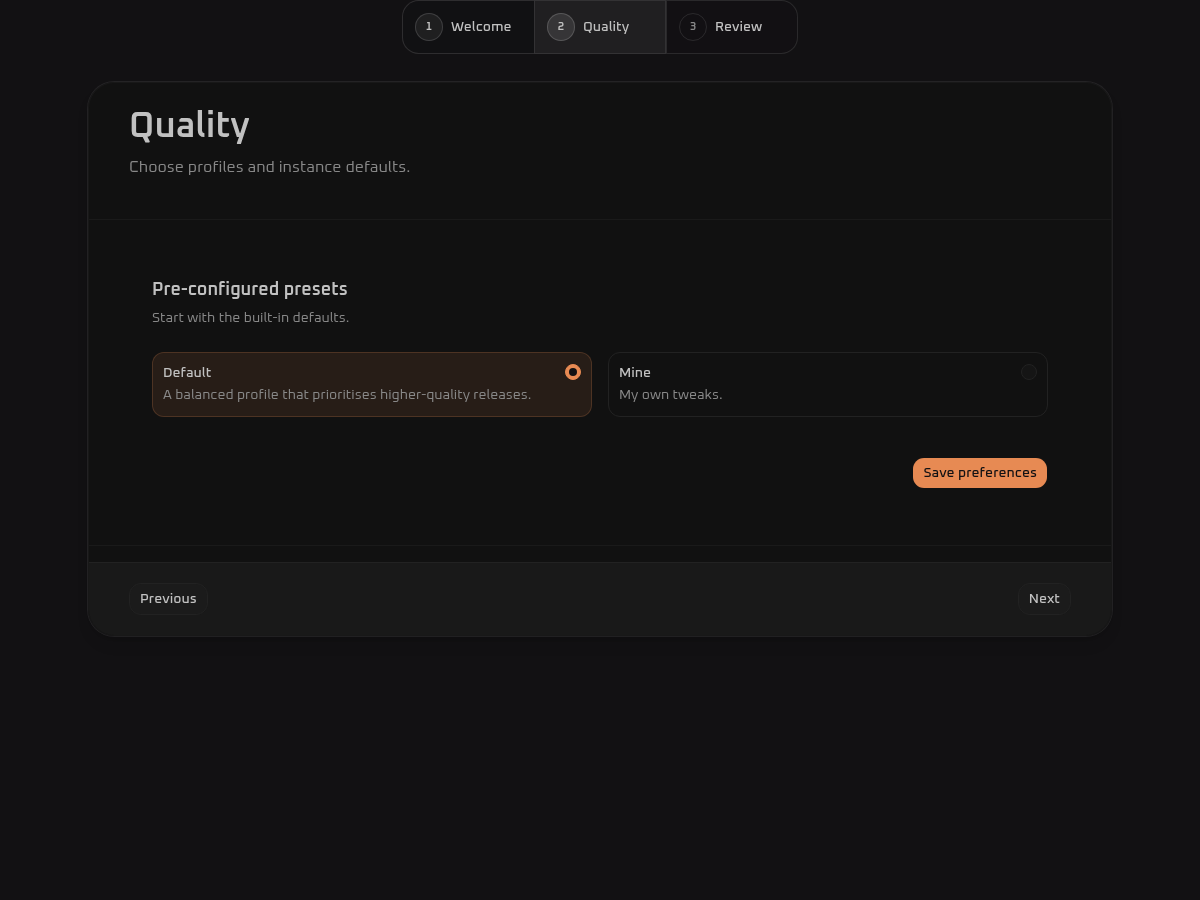 1 Welcome
2 Quality
3 Review
Quality
Choose profiles and instance defaults.
Pre-configured presets
Start with the built-in defaults.
Default
A balanced profile that prioritises higher-quality releases.
Mine
My own tweaks.
Save preferences
Previous
Next